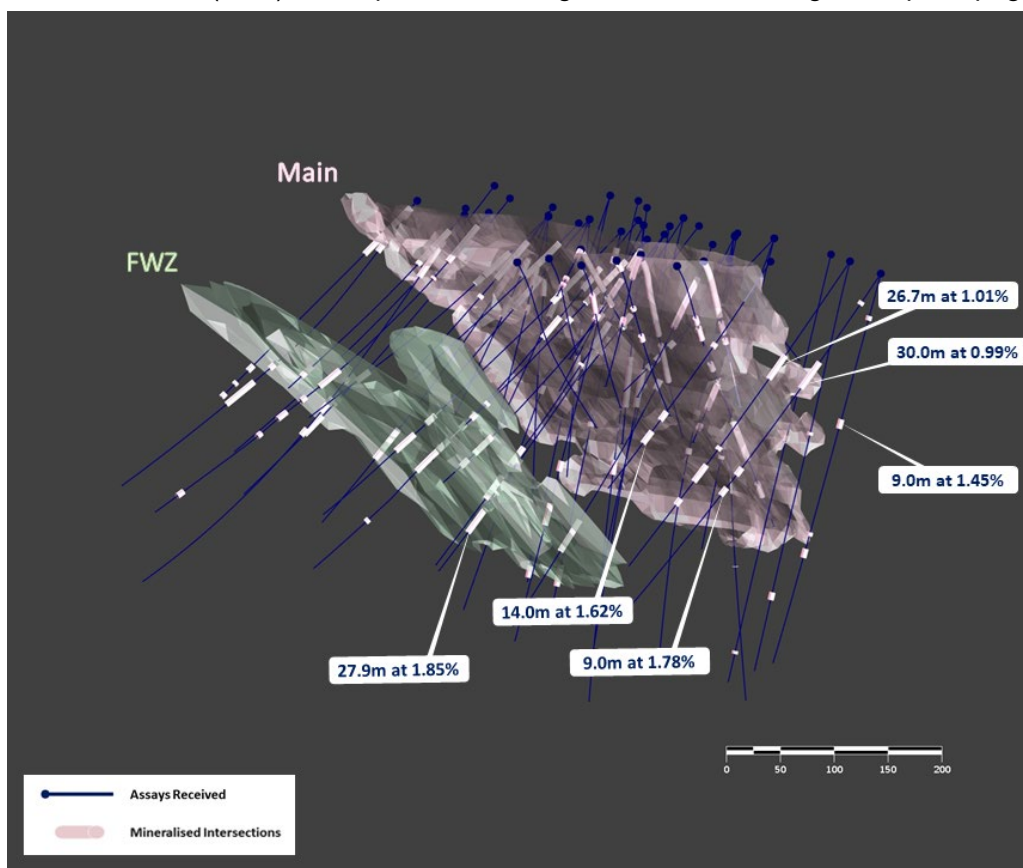 Main
FWZ
26.7m at 1.01%
30.0m at 0.99%
9.0m at 1.45%
14.0m at 1.62%
9.0m at 1.78%
27.9m at 1.85%
0 50 100 150 200
Assays Received
Mineralised Intersections